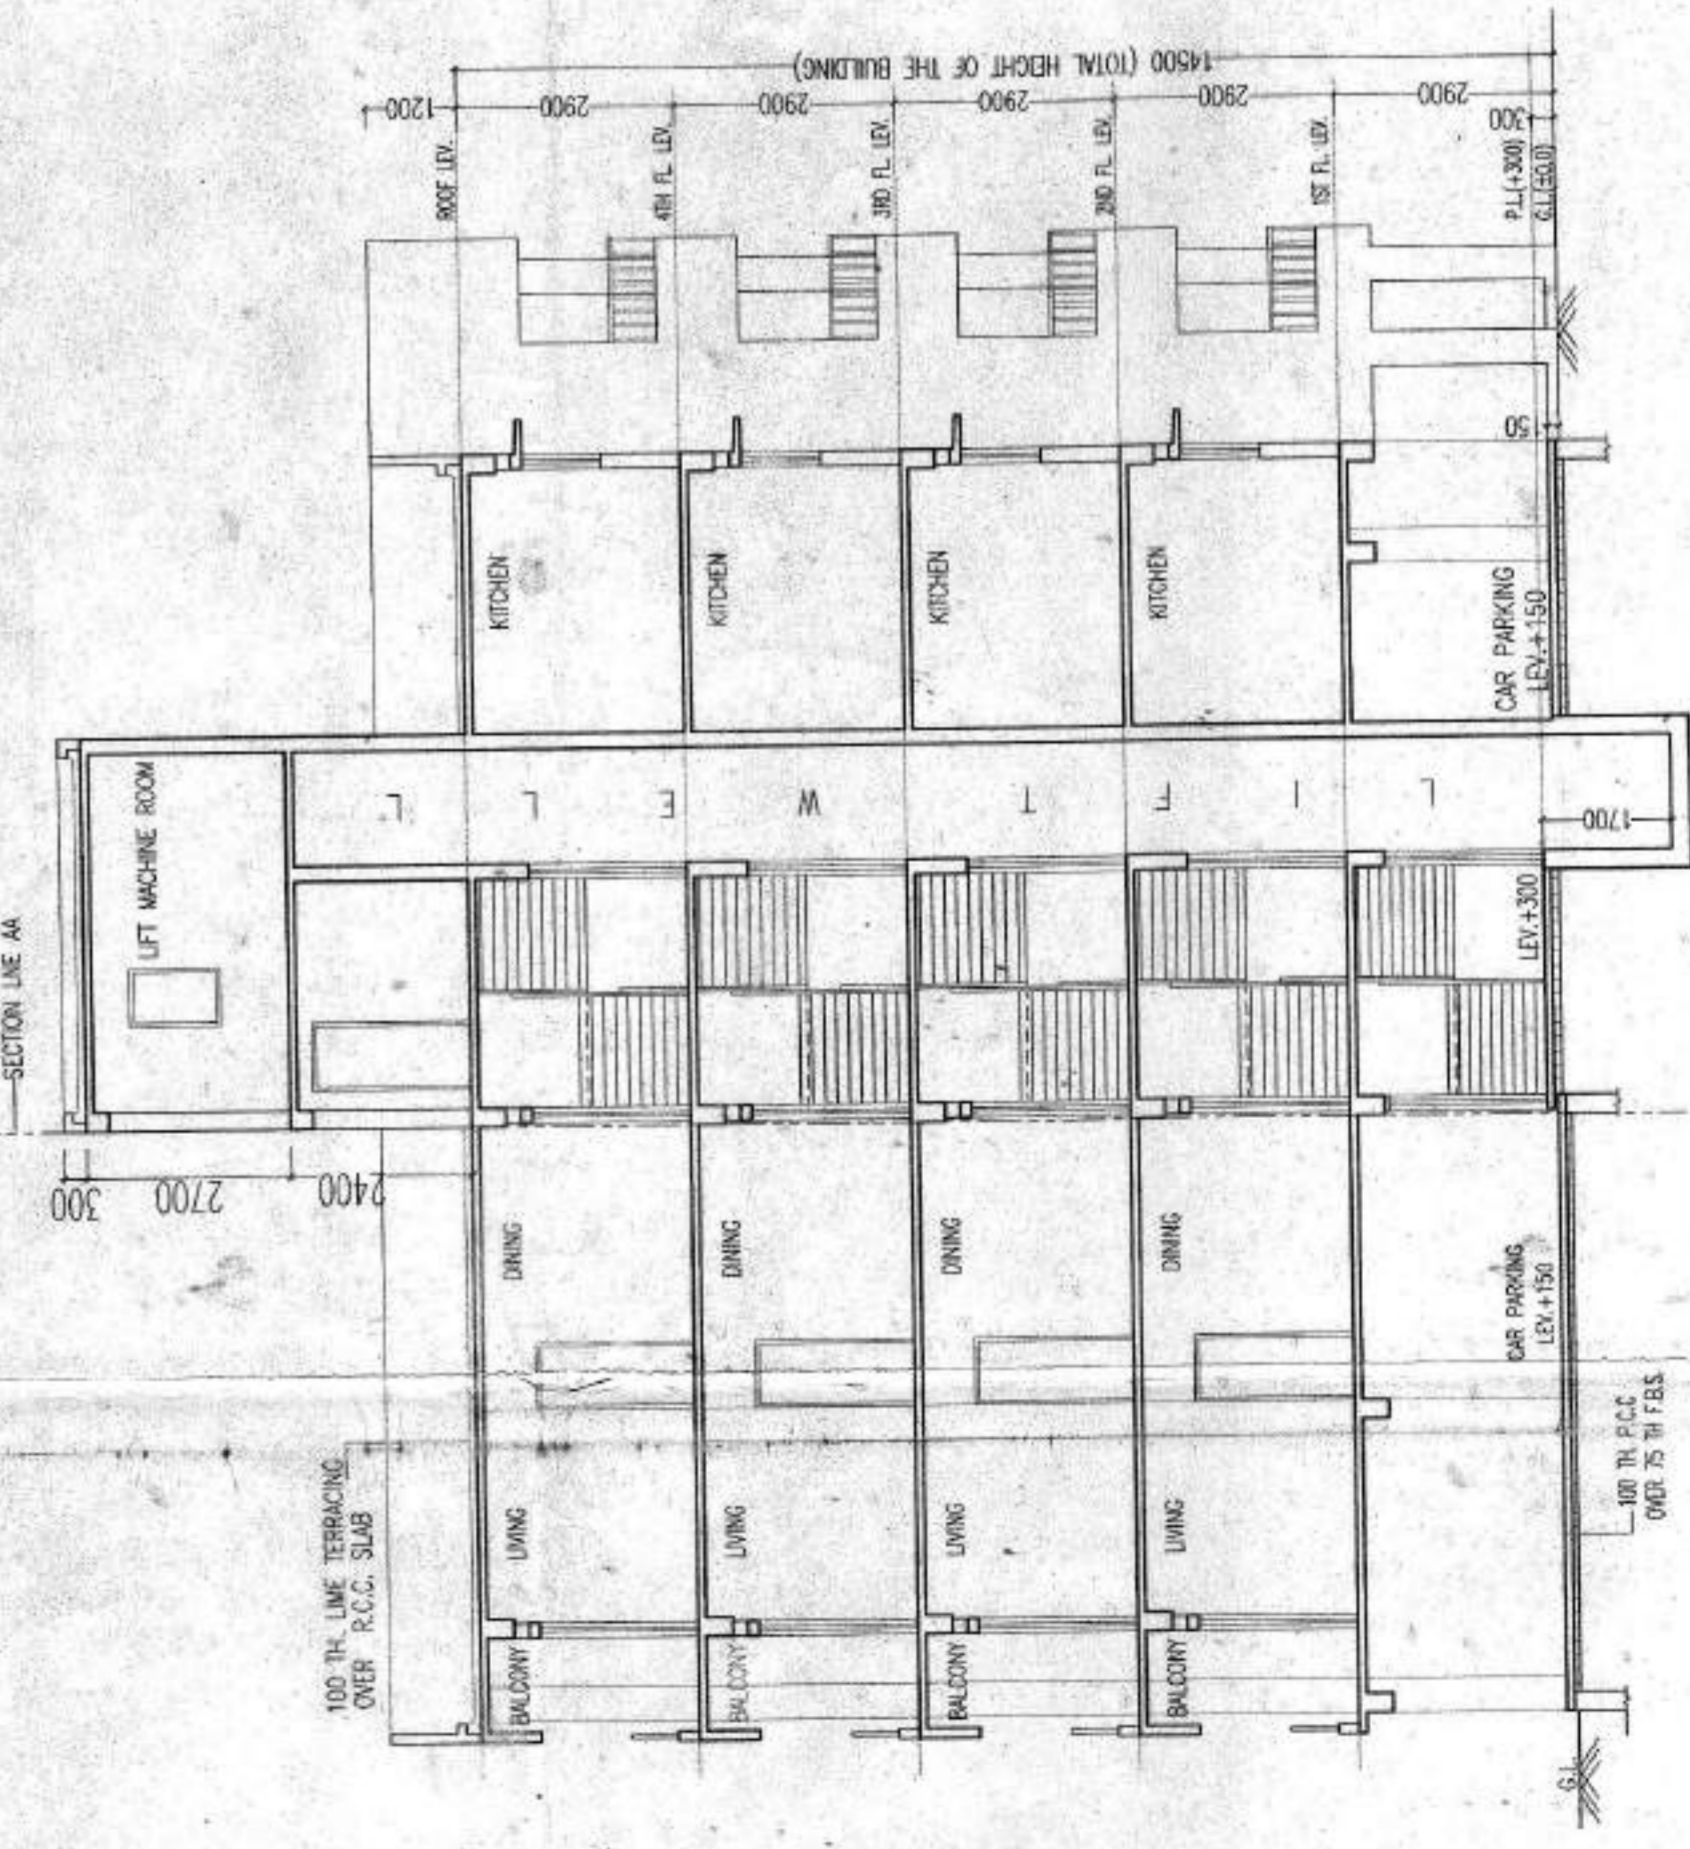 SECTION LINE AA
LIFT MACHINE ROOM
300
2700
2400
100 TH. LIME TERRACING
OVER R.C.C. SLAB
14500 (TOTAL HEIGHT OF THE BUILDING)
1200
2900
2900
2900
2900
2900
300
ROOF LEV.
4TH FL. LEV.
3RD FL. LEV.
2ND FL. LEV.
1ST FL. LEV.
P.L.(+300)
G.L.(±0.0)
150
BALCONY
LIVING
DINING
KITCHEN
BALCONY
LIVING
DINING
KITCHEN
BALCONY
LIVING
DINING
KITCHEN
BALCONY
LIVING
DINING
KITCHEN
LIFT WELL
CAR PARKING
LEV.+150
LEV.+300
CAR PARKING
LEV.+150
1700
G.L.
100 TH. P.C.C
OVER 75 TH F.B.S.